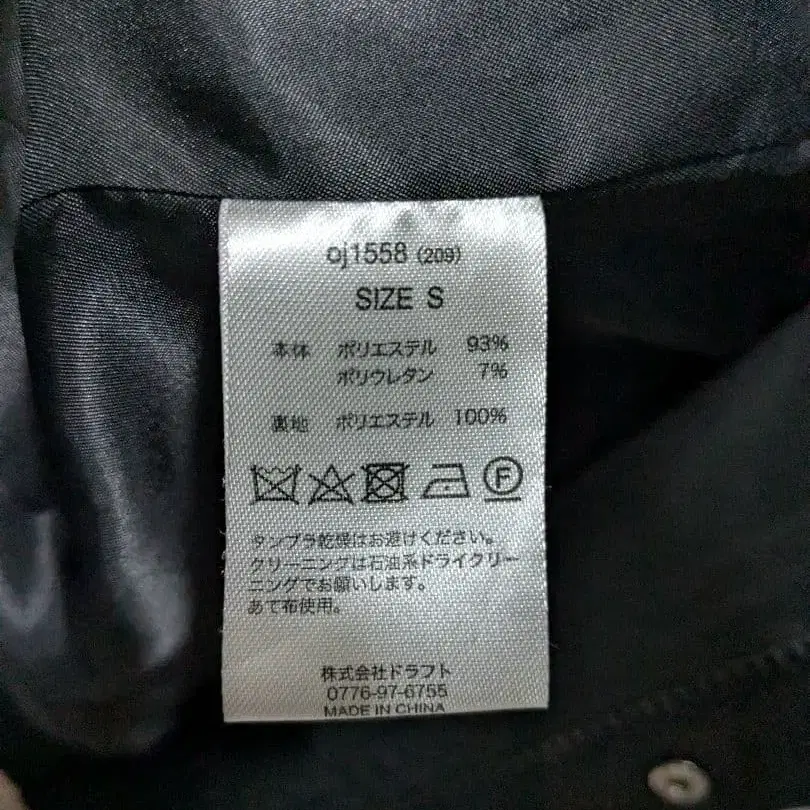 oj1558 (209)
SIZE S
本体 ポリエステル 93%
ポリウレタン 7%
裏地 ポリエステル 100%
F
タンブラ乾燥はお避けください。
クリーニングは石油系ドライクリー
ニングでお願いします。
あて布使用。
株式会社ドラフト
0776-97-6755
MADE IN CHINA